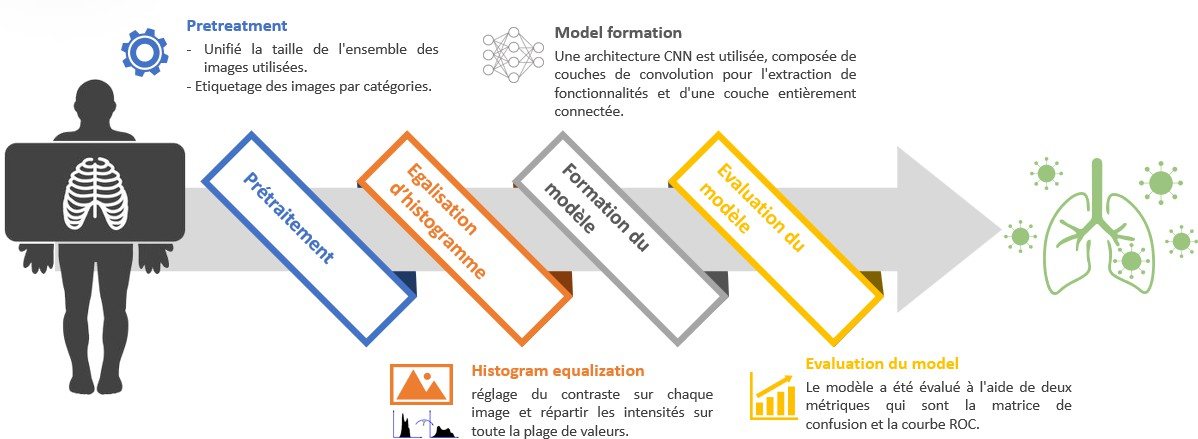 Pretreatment
- Unifié la taille de l'ensemble des
images utilisées.
- Etiquetage des images par catégories.
Model formation
Une architecture CNN est utilisée, composée de
couches de convolution pour l'extraction de
fonctionnalités et d'une couche entièrement
connectée.
Prétraitement
Egalisation
d'histogramme
Formation du
modèle
Evaluation du
modèle
Histogram equalization
réglage du contraste sur chaque
image et répartir les intensités sur
toute la plage de valeurs.
Evaluation du model
Le modèle a été évalué à l'aide de deux
métriques qui sont la matrice de
confusion et la courbe ROC.